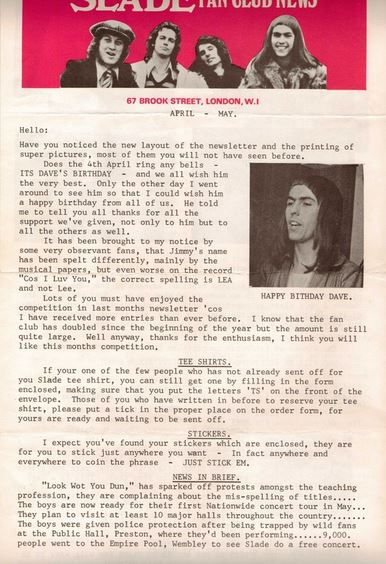 SLADE FAN CLUB NEWS
67 BROOK STREET, LONDON, W.I
APRIL - MAY.
Hello:
Have you noticed the new layout of the newsletter and the printing of
super pictures, most of them you will not have seen before.
Does the 4th April ring any bells -
ITS DAVE'S BIRTHDAY - and we all wish him
the very best. Only the other day I went
around to see him so that I could wish him
a happy birthday from all of us. He told
me to tell you all thanks for all the
support we've given, not only to him but to
all the others as well.
It has been brought to my notice by
some very observant fans, that Jimmy's name
has been spelt differently, mainly by the
musical papers, but even worse on the record
"Cos I Luv You," the correct spelling is LEA
and not Lee.
HAPPY BITHDAY DAVE.
Lots of you must have enjoyed the
competition in last months newsletter 'cos
I have received more entries than ever before. I know that the fan
club has doubled since the beginning of the year but the amount is still
quite large. Well anyway, thanks for the enthusiasm, I think you will
like this months competition.
TEE SHIRTS.
If your one of the few people who has not already sent off for
you Slade tee shirt, you can still get one by filling in the form
enclosed, making sure that you put the letters 'TS' on the front of the
envelope. Those of you who have written in before to reserve your tee
shirt, please put a tick in the proper place on the order form, for
yours are ready and waiting to be sent off.
STICKERS.
I expect you've found your stickers which are enclosed, they are
for you to stick just anywhere you want - In fact anywhere and
everywhere to coin the phrase - JUST STICK EM.
NEWS IN BRIEF.
"Look Wot You Dun," has sparked off protests amongst the teaching
profession, they are complaining about the mis-spelling of titles.....
The boys are now ready for their first Nationwide concert tour in May...
They plan to visit at least 10 major halls throughout the country.......
The boys were given police protection after being trapped by wild fans
at the Public Hall, Preston, where they'd been performing......9,000.
people went to the Empire Pool, Wembley to see Slade do a free concert.